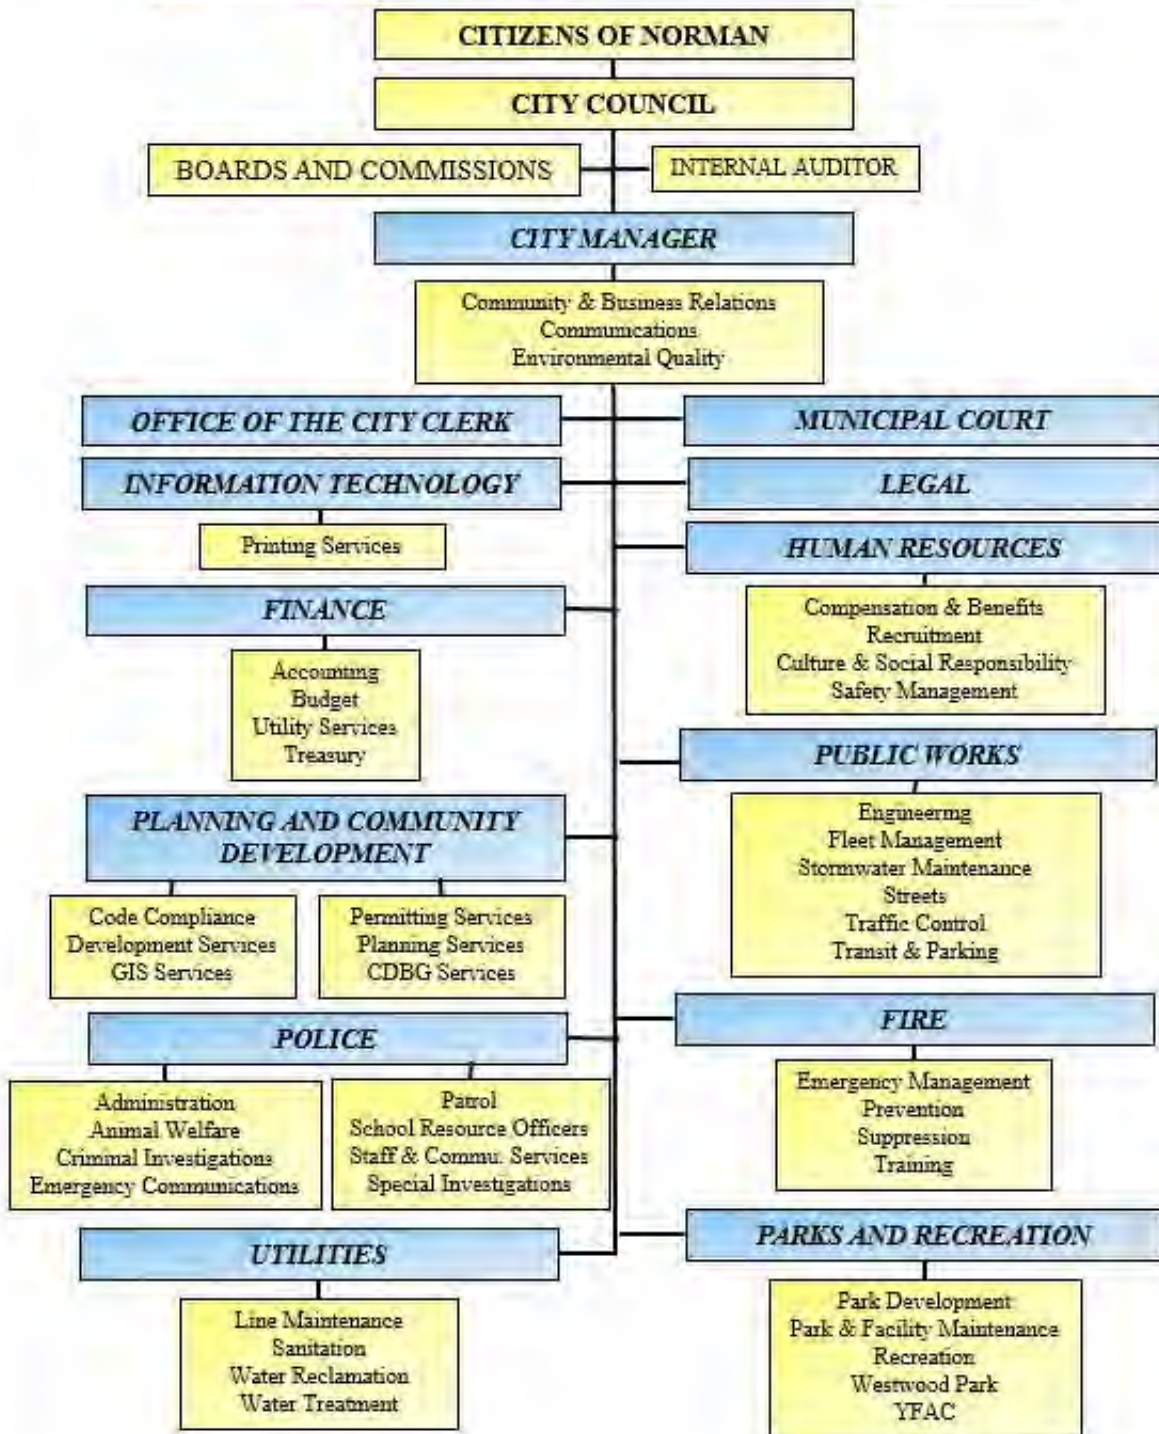 CITIZENS OF NORMAN
CITY COUNCIL
BOARDS AND COMMISSIONS
INTERNAL AUDITOR
CITY MANAGER
Community & Business Relations
Communications
Environmental Quality
OFFICE OF THE CITY CLERK
MUNICIPAL COURT
INFORMATION TECHNOLOGY
Printing Services
LEGAL
HUMAN RESOURCES
Compensation & Benefits
Recruitment
Culture & Social Responsibility
Safety Management
FINANCE
Accounting
Budget
Utility Services
Treasury
PUBLIC WORKS
Engineering
Fleet Management
Stormwater Maintenance
Streets
Traffic Control
Transit & Parking
PLANNING AND COMMUNITY
DEVELOPMENT
Code Compliance
Development Services
GIS Services
Permitting Services
Planning Services
CDBG Services
FIRE
Emergency Management
Prevention
Suppression
Training
POLICE
Administration
Animal Welfare
Criminal Investigations
Emergency Communications
Patrol
School Resource Officers
Staff & Commu. Services
Special Investigations
PARKS AND RECREATION
Park Development
Park & Facility Maintenance
Recreation
Westwood Park
YFAC
UTILITIES
Line Maintenance
Sanitation
Water Reclamation
Water Treatment